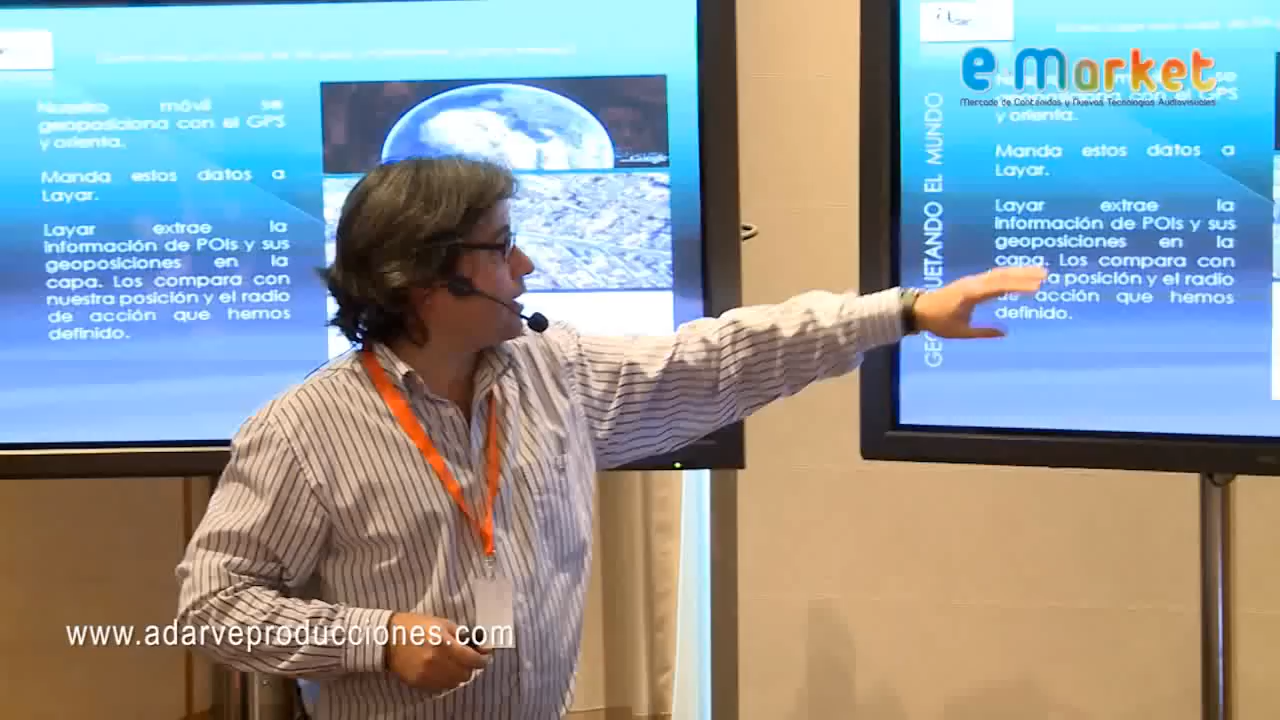 Nuestro móvil se
geoposiciona con el GPS
y orienta.
Manda estos datos a
Layar.
Layar extrae la
información de POIs y sus
geoposiciones en la
capa. Los compara con
nuestra posición y el radio
de acción que hemos
definido.
e Market
Mercado de Contenidos y Nuevas Tecnologías Audiovisuales
y orienta.
Manda estos datos a
Layar.
Layar extrae la
información de POIs y sus
geoposiciones en la
capa. Los compara con
a posición y el radio
de acción que hemos
definido.
UETANDO EL MUNDO
www.adarveproducciones.com